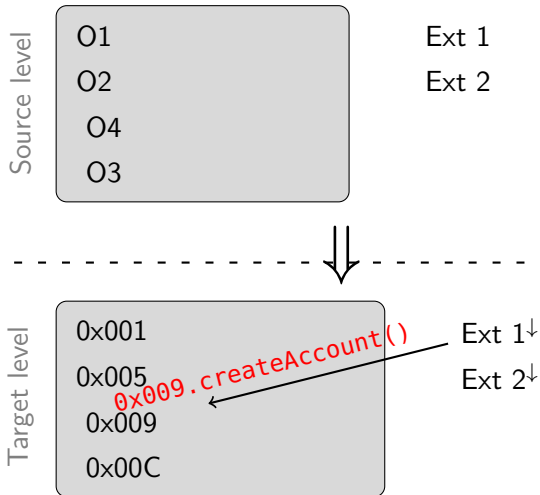 Source level
O1
Ext 1
O2
Ext 2
O4
O3
Target level
0x001
Ext 1↓
0x009.createAccount()
0x005
Ext 2↓
0x009
0x00C